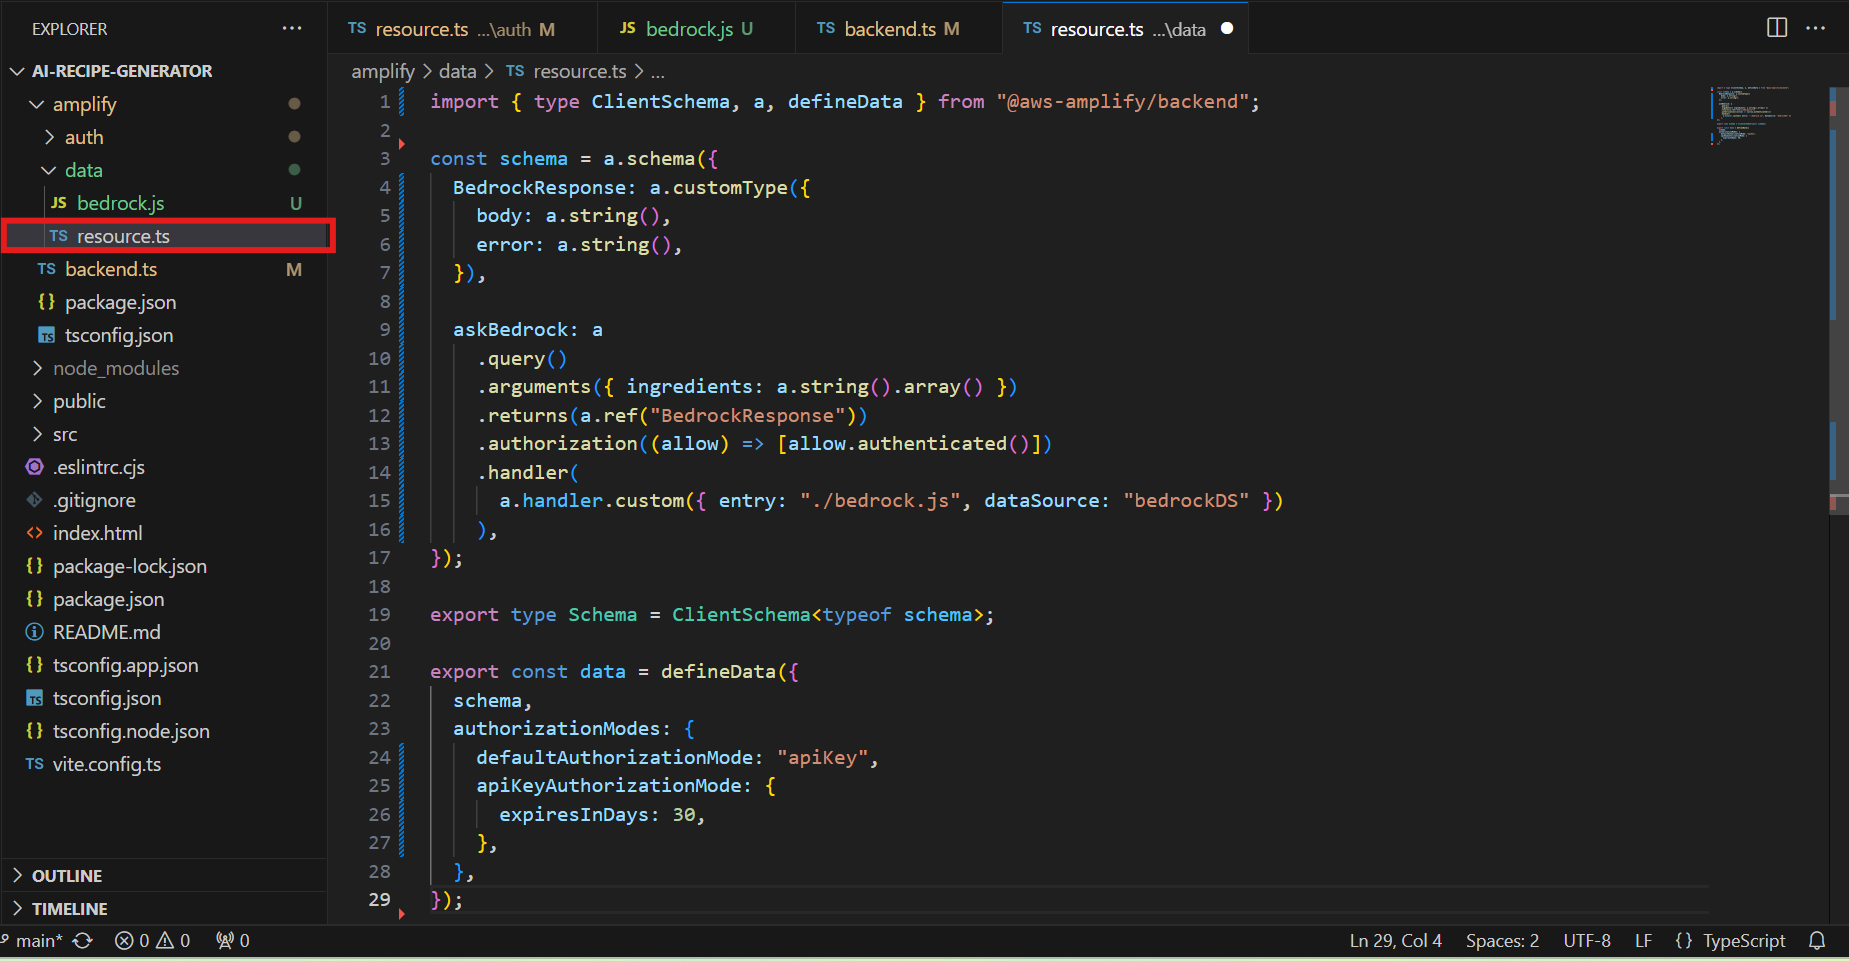 EXPLORER
AI-RECIPE-GENERATOR
amplify
auth
data
JS bedrock.js U
TS resource.ts
TS backend.ts M
{} package.json
TS tsconfig.json
node_modules
public
src
.eslintrc.cjs
.gitignore
<> index.html
{} package-lock.json
{} package.json
README.md
{} tsconfig.app.json
TS tsconfig.json
{} tsconfig.node.json
TS vite.config.ts
OUTLINE
TIMELINE
TS resource.ts ...\auth M
JS bedrock.js U
TS backend.ts M
TS resource.ts ...\data
amplify > data > TS resource.ts > ...
1 import { type ClientSchema, a, defineData } from "@aws-amplify/backend";
2
3 const schema = a.schema({
4 BedrockResponse: a.customType({
5 body: a.string(),
6 error: a.string(),
7 }),
8
9 askBedrock: a
10 .query()
11 .arguments({ ingredients: a.string().array() })
12 .returns(a.ref("BedrockResponse"))
13 .authorization((allow) => [allow.authenticated()])
14 .handler(
15 a.handler.custom({ entry: "./bedrock.js", dataSource: "bedrockDS" })
16 ),
17 });
18
19 export type Schema = ClientSchema<typeof schema>;
20
21 export const data = defineData({
22 schema,
23 authorizationModes: {
24 defaultAuthorizationMode: "apiKey",
25 apiKeyAuthorizationMode: {
26 expiresInDays: 30,
27 },
28 },
29 });
main* 0 0 0
Ln 29, Col 4 Spaces: 2 UTF-8 LF {} TypeScript